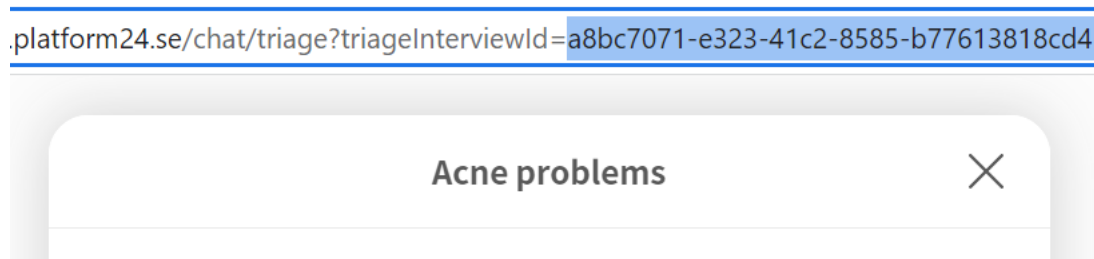 .platform24.se/chat/triage?triageInterviewId=a8bc7071-e323-41c2-8585-b77613818cd4
Acne problems